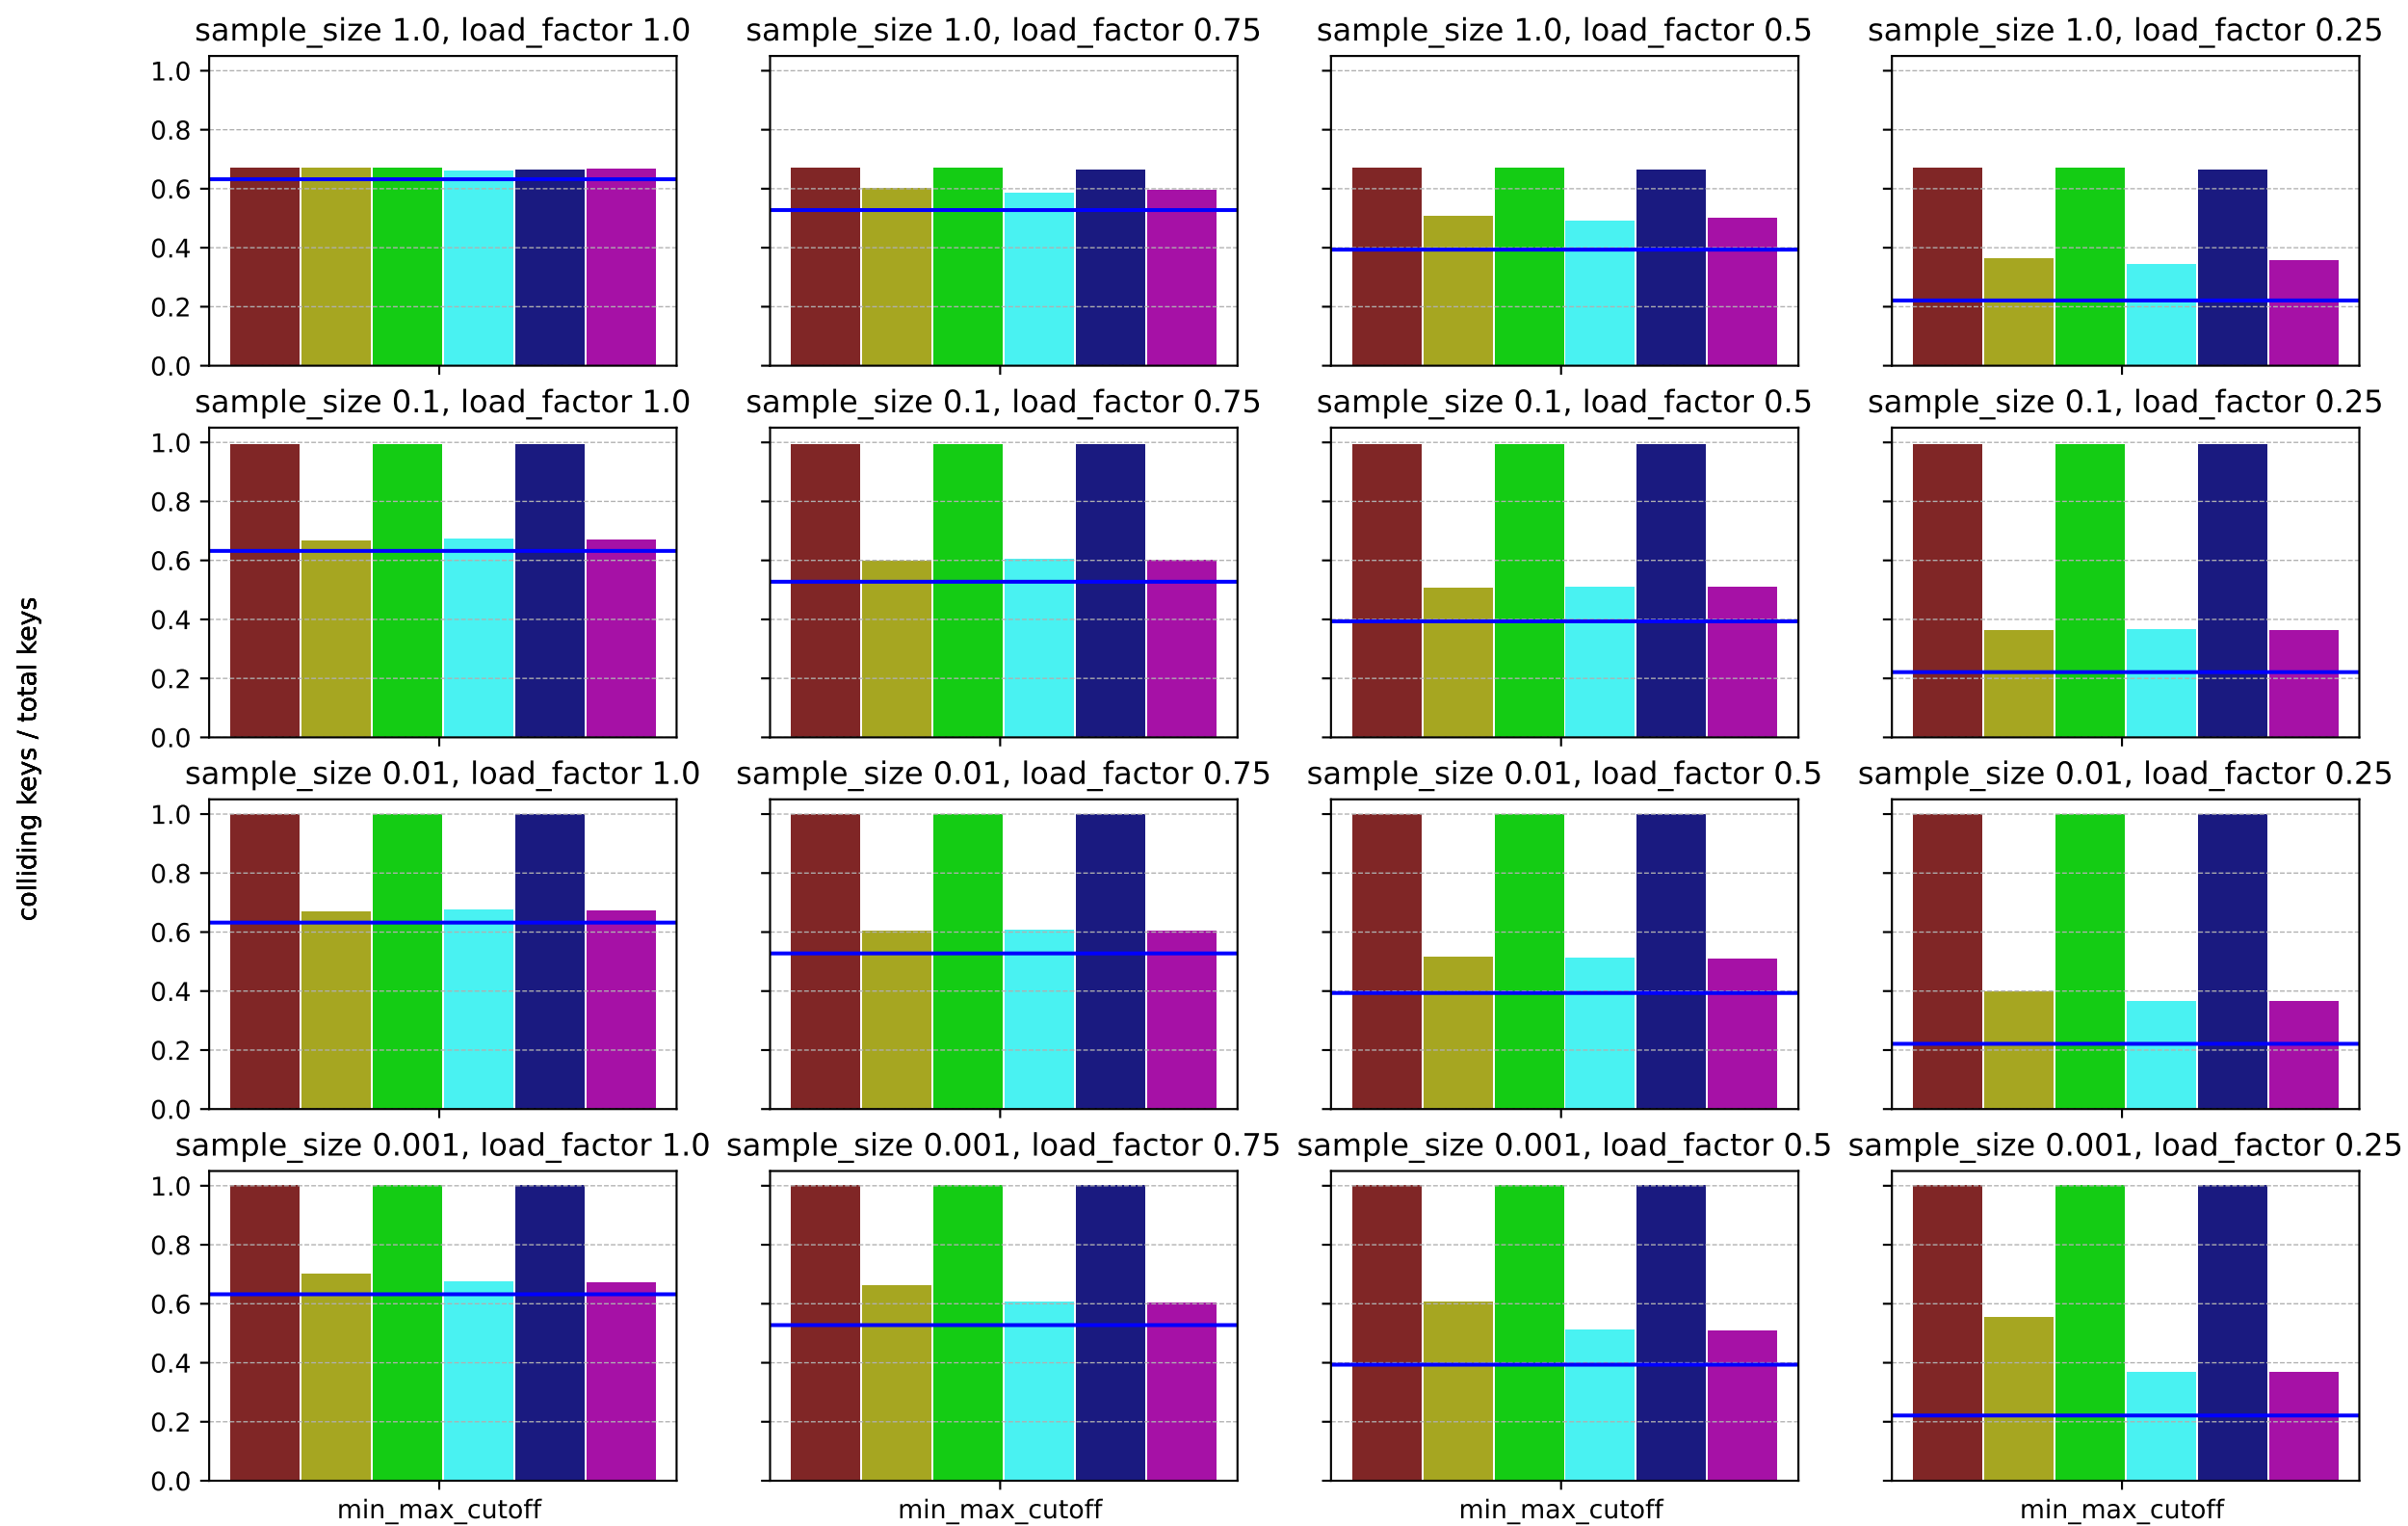 sample_size 1.0, load_factor 1.0
sample_size 1.0, load_factor 0.75
sample_size 1.0, load_factor 0.5
sample_size 1.0, load_factor 0.25
1.0
0.8
0.6
0.4
0.2
0.0
sample_size 0.1, load_factor 1.0
sample_size 0.1, load_factor 0.75
sample_size 0.1, load_factor 0.5
sample_size 0.1, load_factor 0.25
1.0
0.8
0.6
0.4
0.2
0.0
colliding keys / total keys
sample_size 0.01, load_factor 1.0
sample_size 0.01, load_factor 0.75
sample_size 0.01, load_factor 0.5
sample_size 0.01, load_factor 0.25
1.0
0.8
0.6
0.4
0.2
0.0
sample_size 0.001, load_factor 1.0
sample_size 0.001, load_factor 0.75
sample_size 0.001, load_factor 0.5
sample_size 0.001, load_factor 0.25
1.0
0.8
0.6
0.4
0.2
0.0
min_max_cutoff
min_max_cutoff
min_max_cutoff
min_max_cutoff